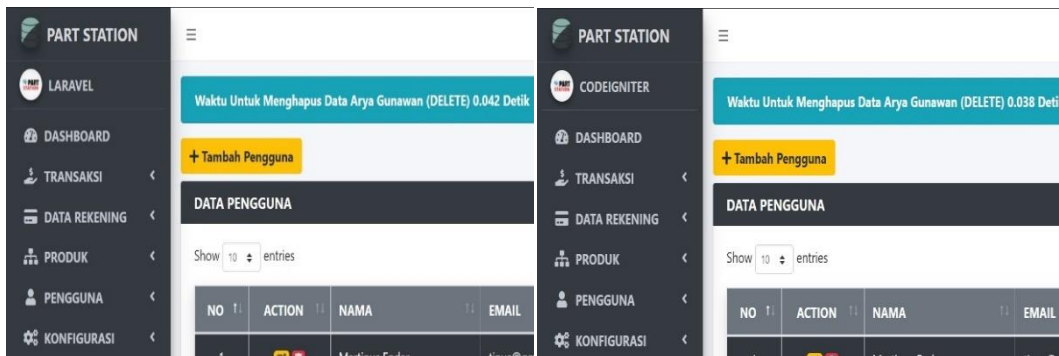 PART STATION
LARAVEL
Waktu Untuk Menghapus Data Arya Gunawan (DELETE) 0.042 Detik
DASHBOARD
+ Tambah Pengguna
TRANSAKSI
DATA PENGGUNA
DATA REKENING
Show 10 entries
PRODUK
PENGGUNA
NO ACTION NAMA EMAIL
KONFIGURASI
PART STATION
CODEIGNITER
Waktu Untuk Menghapus Data Arya Gunawan (DELETE) 0.038 Deti
DASHBOARD
+ Tambah Pengguna
TRANSAKSI
DATA PENGGUNA
DATA REKENING
Show 10 entries
PRODUK
PENGGUNA
NO ACTION NAMA EMAIL
KONFIGURASI